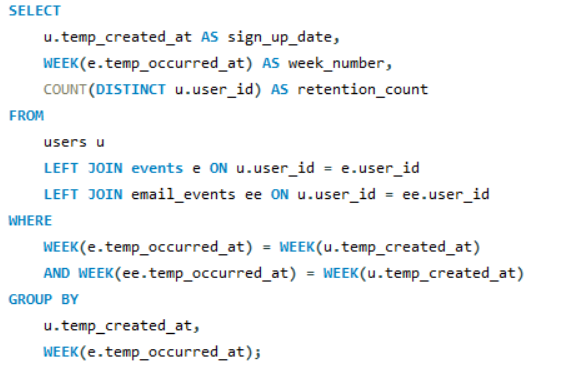 SELECT
u.temp_created_at AS sign_up_date,
WEEK(e.temp_occurred_at) AS week_number,
COUNT(DISTINCT u.user_id) AS retention_count
FROM
users u
LEFT JOIN events e ON u.user_id = e.user_id
LEFT JOIN email_events ee ON u.user_id = ee.user_id
WHERE
WEEK(e.temp_occurred_at) = WEEK(u.temp_created_at)
AND WEEK(ee.temp_occurred_at) = WEEK(u.temp_created_at)
GROUP BY
u.temp_created_at,
WEEK(e.temp_occurred_at);